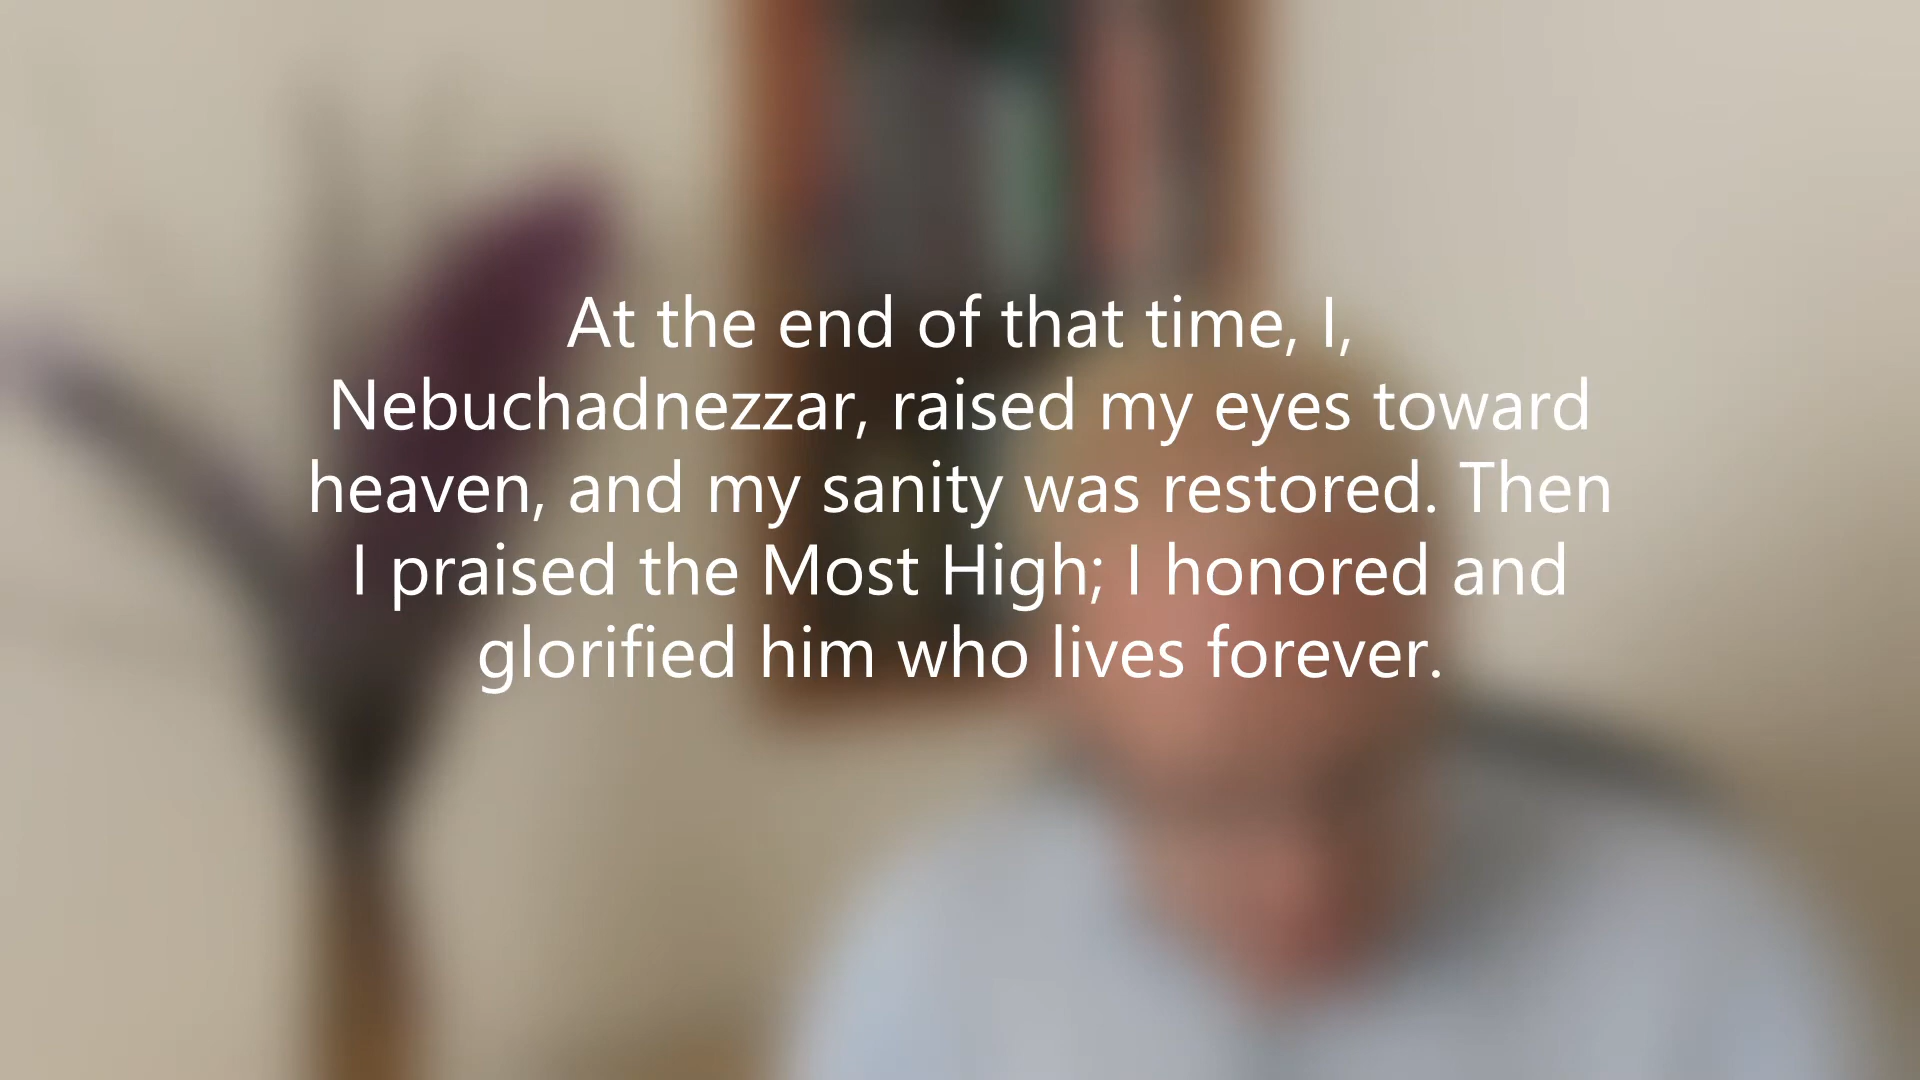 At the end of that time, I,
Nebuchadnezzar, raised my eyes toward
heaven, and my sanity was restored. Then
I praised the Most High; I honored and
glorified him who lives forever.